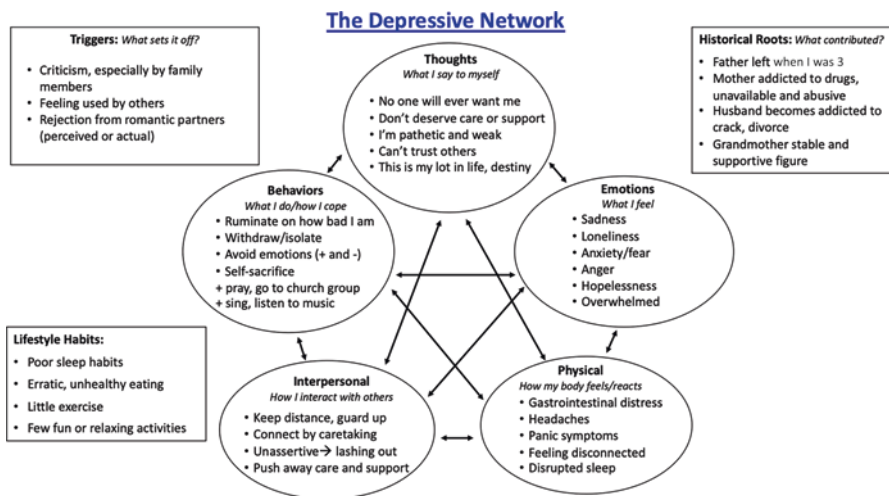 The Depressive Network
Triggers: What sets it off?
• Criticism, especially by family
members
• Feeling used by others
• Rejection from romantic partners
(perceived or actual)
Historical Roots: What contributed?
• Father left when I was 3
• Mother addicted to drugs,
unavailable and abusive
• Husband becomes addicted to
crack, divorce
• Grandmother stable and
supportive figure
Thoughts
What I say to myself
• No one will ever want me
• Don't deserve care or support
• I'm pathetic and weak
• Can't trust others
• This is my lot in life, destiny
Behaviors
What I do/how I cope
• Ruminate on how bad I am
• Withdraw/isolate
• Avoid emotions (+ and -)
• Self-sacrifice
+ pray, go to church group
+ sing, listen to music
Emotions
What I feel
• Sadness
• Loneliness
• Anxiety/fear
• Anger
• Hopelessness
• Overwhelmed
Lifestyle Habits:
• Poor sleep habits
• Erratic, unhealthy eating
• Little exercise
• Few fun or relaxing activities
Interpersonal
How I interact with others
• Keep distance, guard up
• Connect by caretaking
• Unassertive→ lashing out
• Push away care and support
Physical
How my body feels/reacts
• Gastrointestinal distress
• Headaches
• Panic symptoms
• Feeling disconnected
• Disrupted sleep